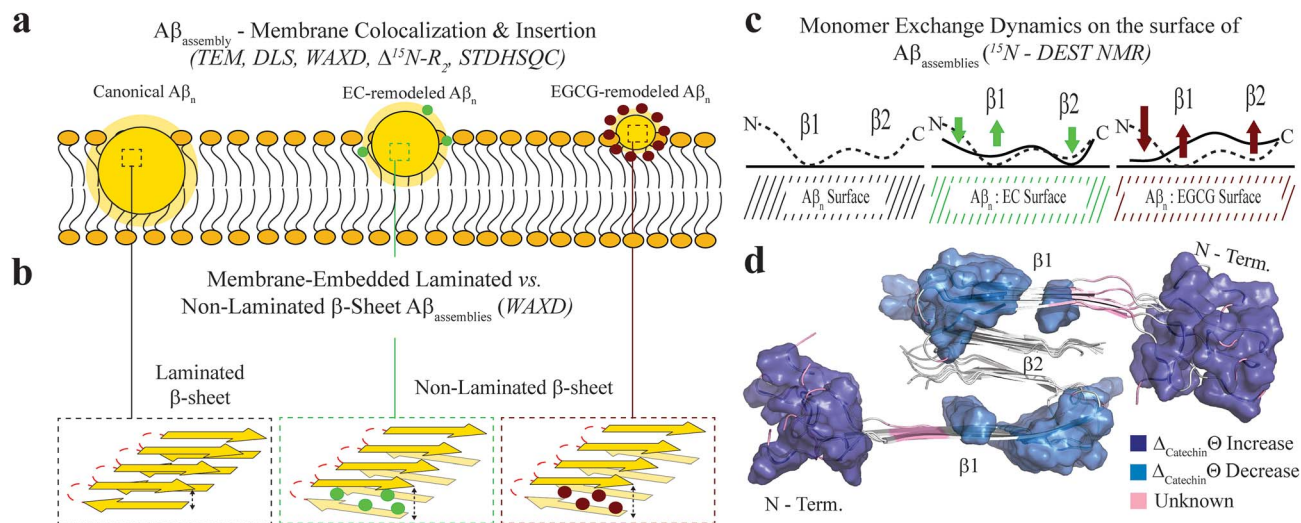 a
Aβassembly - Membrane Colocalization & Insertion
(TEM, DLS, WAXD, Δ15N-R2, STDHSQC)
Canonical Aβn
EC-remodeled Aβn
EGCG-remodeled Aβn
b
Membrane-Embedded Laminated vs.
Non-Laminated β-Sheet Aβassemblies (WAXD)
Laminated
β-sheet
Non-Laminated β-sheet
c
Monomer Exchange Dynamics on the surface of
Aβassemblies (15N - DEST NMR)
N β1 β2 C
N β1 β2 C
N β1 β2 C
Aβn Surface
Aβn : EC Surface
Aβn : EGCG Surface
d
β1
N - Term.
β2
β1
N - Term.
ΔCatechin Θ Increase
ΔCatechin Θ Decrease
Unknown